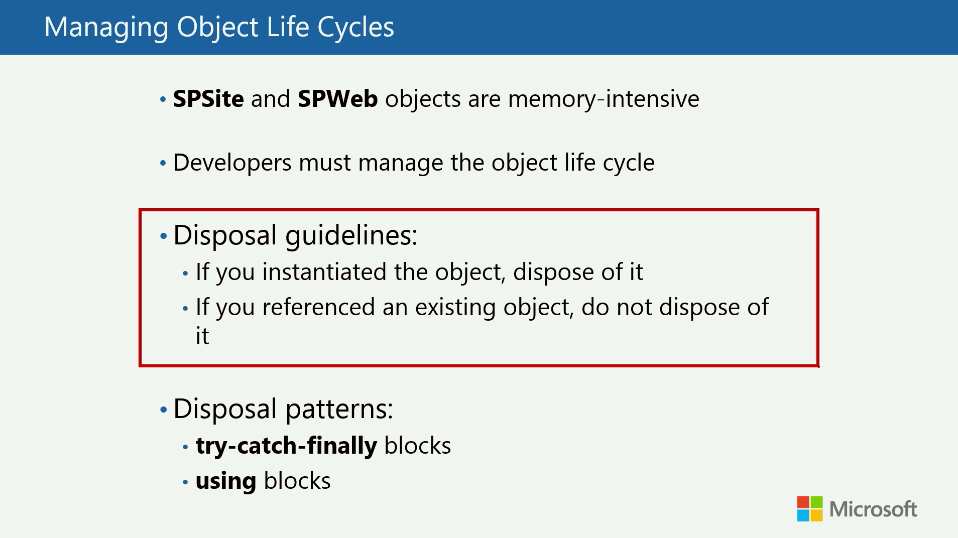 Managing Object Life Cycles
• SPSite and SPWeb objects are memory-intensive
• Developers must manage the object life cycle
• Disposal guidelines:
• If you instantiated the object, dispose of it
• If you referenced an existing object, do not dispose of
it
• Disposal patterns:
• try-catch-finally blocks
• using blocks
Microsoft